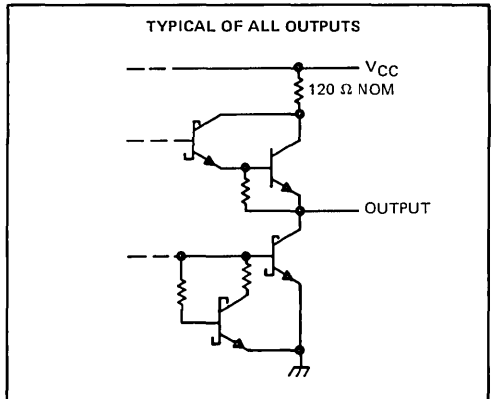 TYPICAL OF ALL OUTPUTS
VCC
120 Ω NOM
OUTPUT